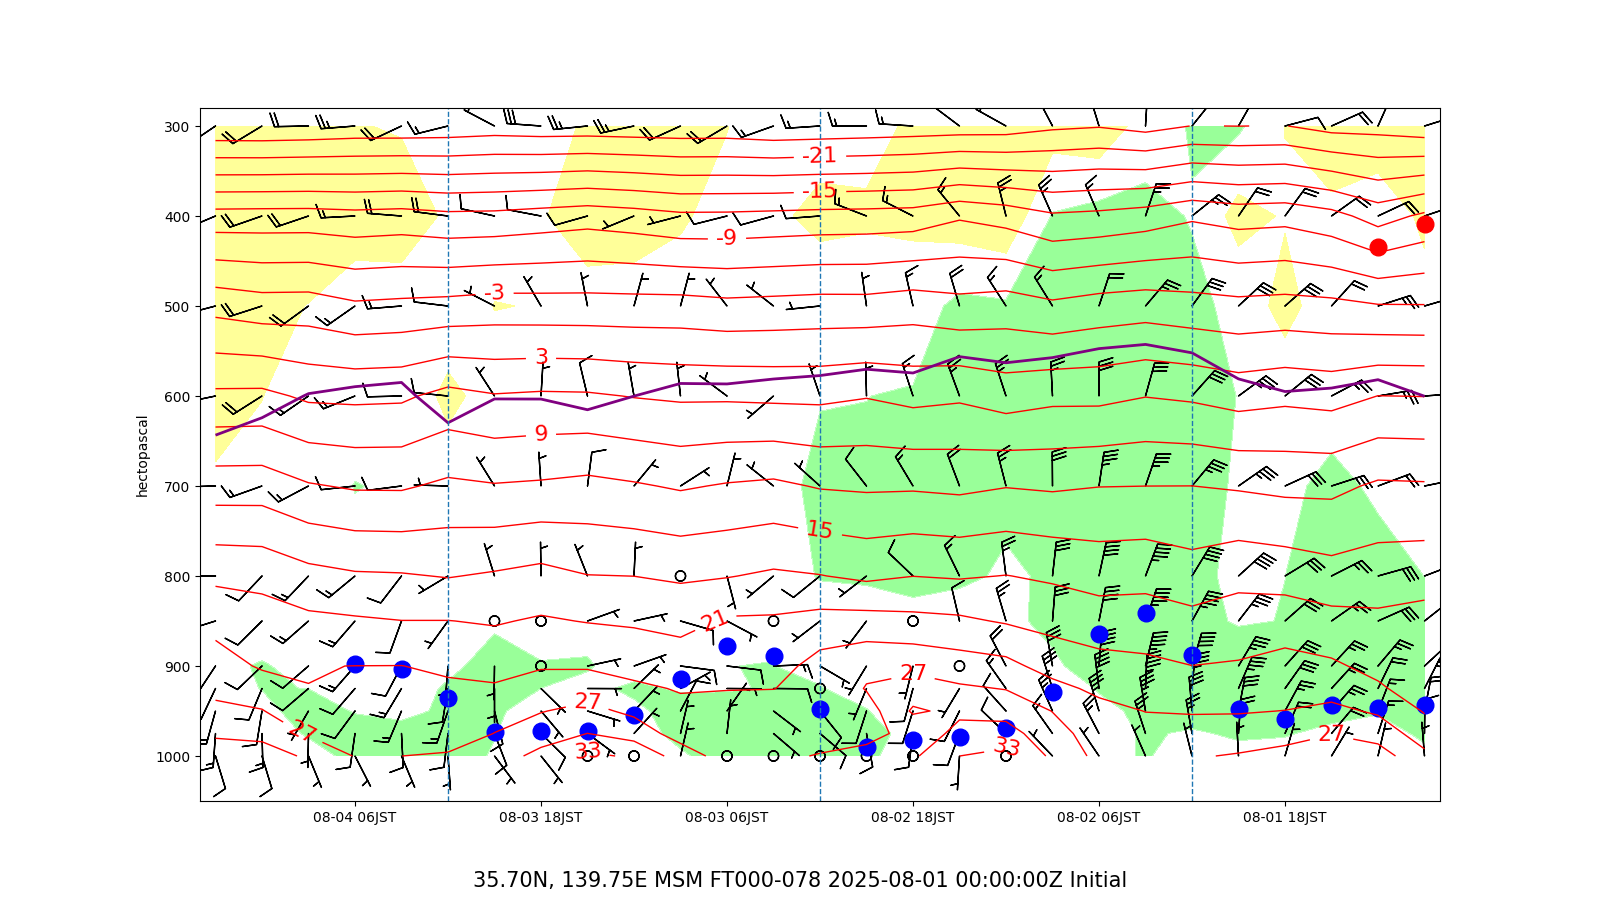 300
400
500
600
700
800
900
1000
hectopascal
-21
-15
-9
-3
3
9
15
21
27
27
27
33
33
27
08-04 06JST
08-03 18JST
08-03 06JST
08-02 18JST
08-02 06JST
08-01 18JST
35.70N, 139.75E MSM FT000-078 2025-08-01 00:00:00Z Initial